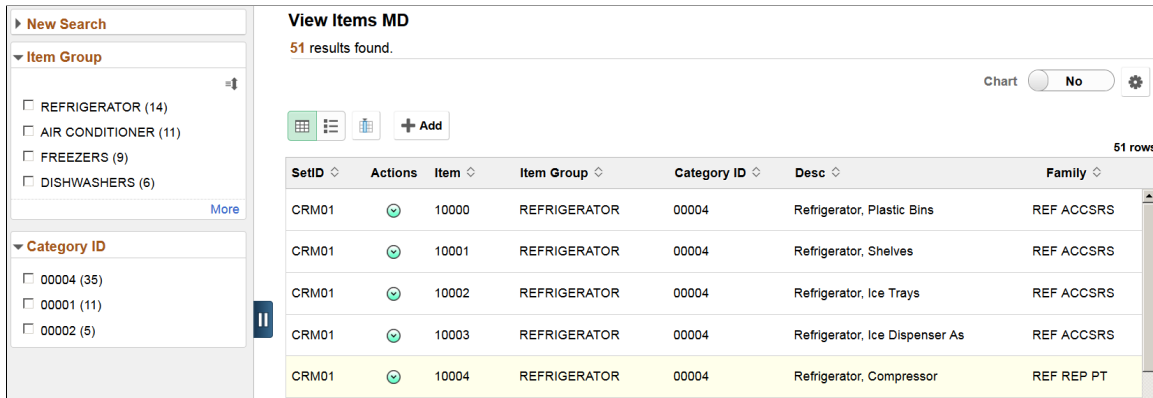 New Search
Item Group
REFRIGERATOR (14)
AIR CONDITIONER (11)
FREEZERS (9)
DISHWASHERS (6)
More
Category ID
00004 (35)
00001 (11)
00002 (5)
View Items MD
51 results found.
Chart No
Add
51 rows
SetID Actions Item Item Group Category ID Desc Family
CRM01 10000 REFRIGERATOR 00004 Refrigerator, Plastic Bins REF ACCSRS
CRM01 10001 REFRIGERATOR 00004 Refrigerator, Shelves REF ACCSRS
CRM01 10002 REFRIGERATOR 00004 Refrigerator, Ice Trays REF ACCSRS
CRM01 10003 REFRIGERATOR 00004 Refrigerator, Ice Dispenser As REF ACCSRS
CRM01 10004 REFRIGERATOR 00004 Refrigerator, Compressor REF REP PT